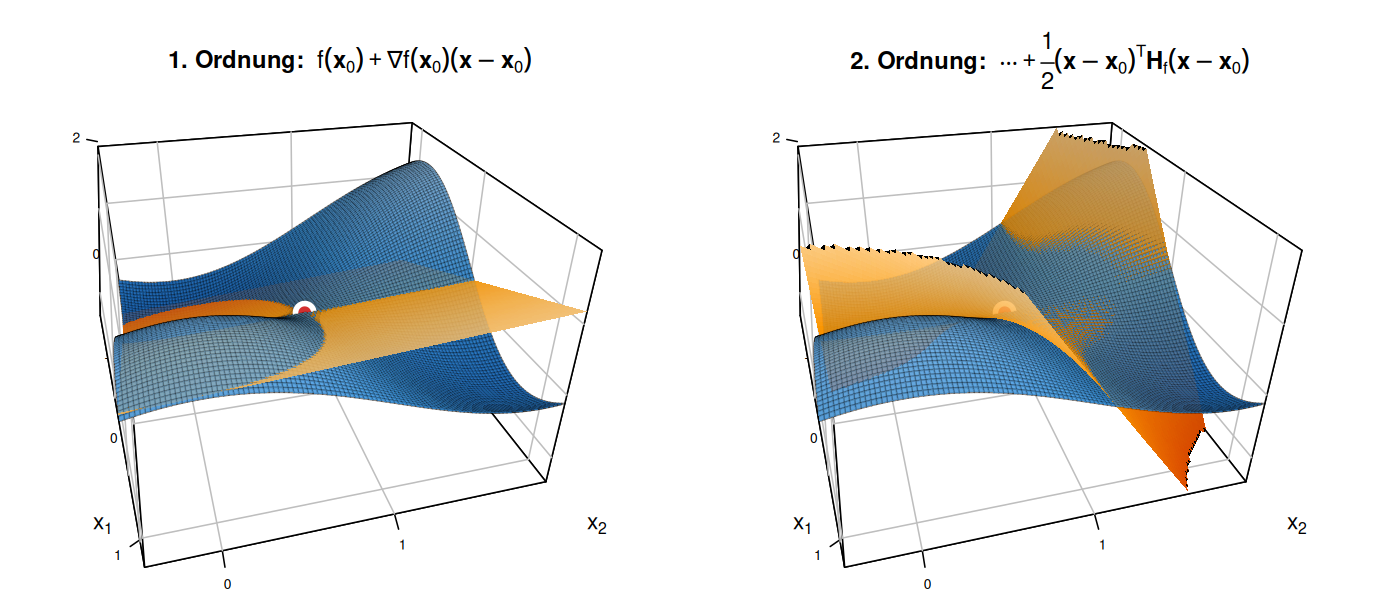 1. Ordnung: f(x₀) + ∇f(x₀)(x − x₀)
2
0
0
x₁
1
0
1
x₂
2. Ordnung: ··· + 1/2(x − x₀)ᵀH_f(x − x₀)
2
0
0
x₁
1
0
1
x₂